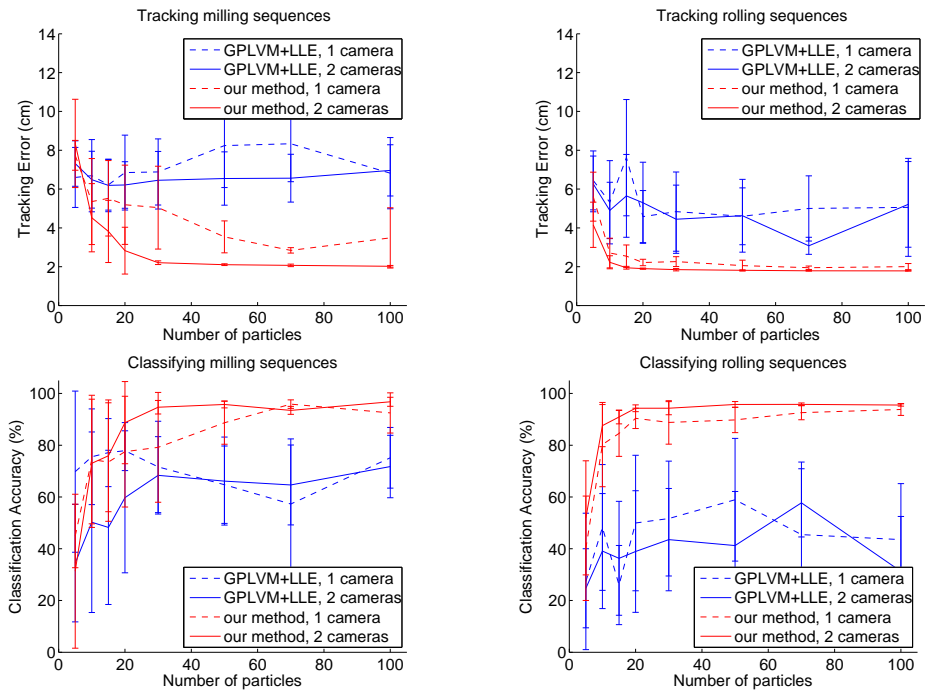 Tracking milling sequences
14
12
10
8
6
4
2
0
Tracking Error (cm)
GPLVM+LLE, 1 camera
GPLVM+LLE, 2 cameras
our method, 1 camera
our method, 2 cameras
0 20 40 60 80 100
Number of particles
Tracking rolling sequences
14
12
10
8
6
4
2
0
Tracking Error (cm)
GPLVM+LLE, 1 camera
GPLVM+LLE, 2 cameras
our method, 1 camera
our method, 2 cameras
0 20 40 60 80 100
Number of particles
Classifying milling sequences
100
80
60
40
20
0
Classification Accuracy (%)
GPLVM+LLE, 1 camera
GPLVM+LLE, 2 cameras
our method, 1 camera
our method, 2 cameras
0 20 40 60 80 100
Number of particles
Classifying rolling sequences
100
80
60
40
20
0
Classification Accuracy (%)
GPLVM+LLE, 1 camera
GPLVM+LLE, 2 cameras
our method, 1 camera
our method, 2 cameras
0 20 40 60 80 100
Number of particles